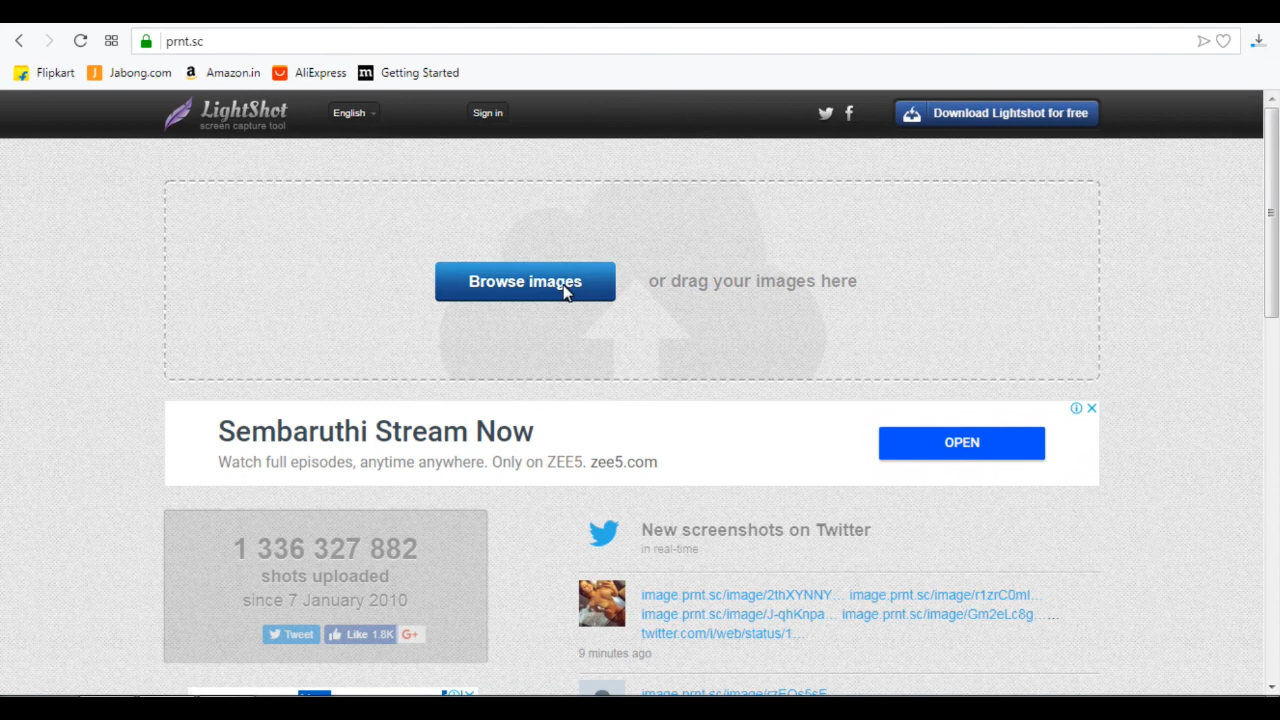 prnt.sc
Flipkart Jabong.com Amazon.in AliExpress Getting Started
LightShot
screen capture tool
English
Sign in
Download Lightshot for free
Browse images
or drag your images here
Sembaruthi Stream Now
Watch full episodes, anytime anywhere. Only on ZEE5. zee5.com
OPEN
1 336 327 882
shots uploaded
since 7 January 2010
Tweet Like 1.8K G+
New screenshots on Twitter
in real-time
image.prnt.sc/image/2thXYNNY... image.prnt.sc/image/r1zrC0ml...
image.prnt.sc/image/J-qhKnpa... image.prnt.sc/image/Gm2eLc8g... ...
twitter.com/i/web/status/1...
9 minutes ago